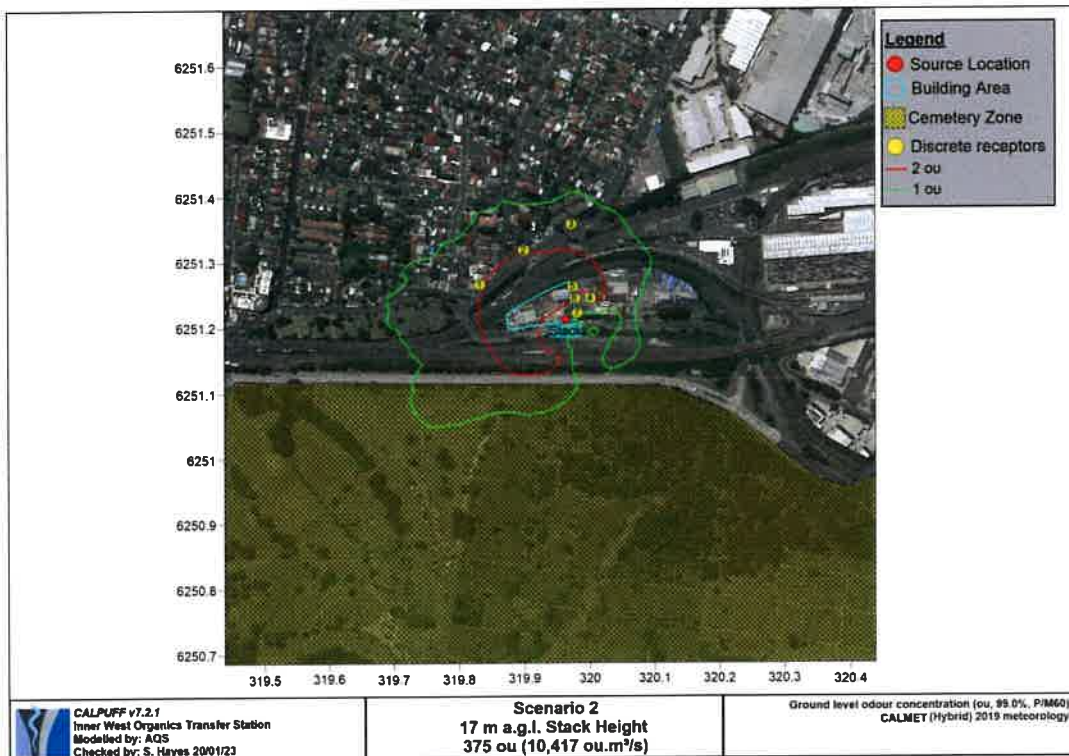 Legend
Source Location
Building Area
Cemetery Zone
Discrete receptors
2 ou
1 ou
6251.6
6251.5
6251.4
6251.3
6251.2
6251.1
6251
6250.9
6250.8
6250.7
319.5
319.6
319.7
319.8
319.9
320
320.1
320.2
320.3
320.4
1
2
3
CALPUFF v7.2.1
Inner West Organics Transfer Station
Modelled by: AQS
Checked by: S. Hayes 20/01/23
Scenario 2
17 m a.g.l. Stack Height
375 ou (10,417 ou.m³/s)
Ground level odour concentration (ou, 99.0%, P/M60)
CALMET (Hybrid) 2019 meteorology